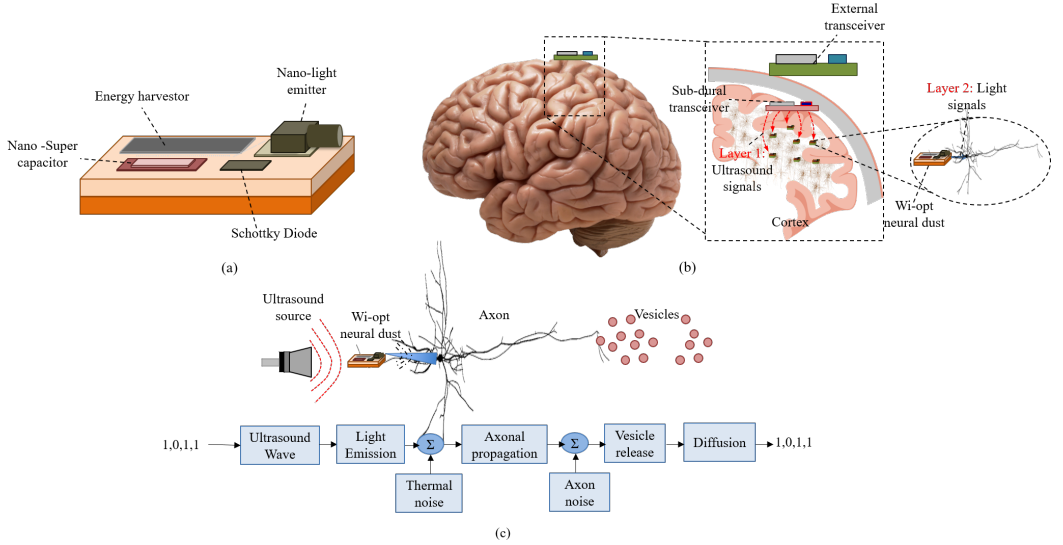 Energy harvestor
Nano-light
emitter
Nano -Super
capacitor
Schottky Diode
(a)
External
transceiver
Sub-dural
transceiver
Layer 1:
Ultrasound
signals
Cortex
Layer 2: Light
signals
Wi-opt
neural dust
(b)
Ultrasound
source
Wi-opt
neural dust
Axon
Vesicles
1,0,1,1
Ultrasound
Wave
Light
Emission
Σ
Axonal
propagation
Σ
Vesicle
release
Diffusion
1,0,1,1
Thermal
noise
Axon
noise
(c)